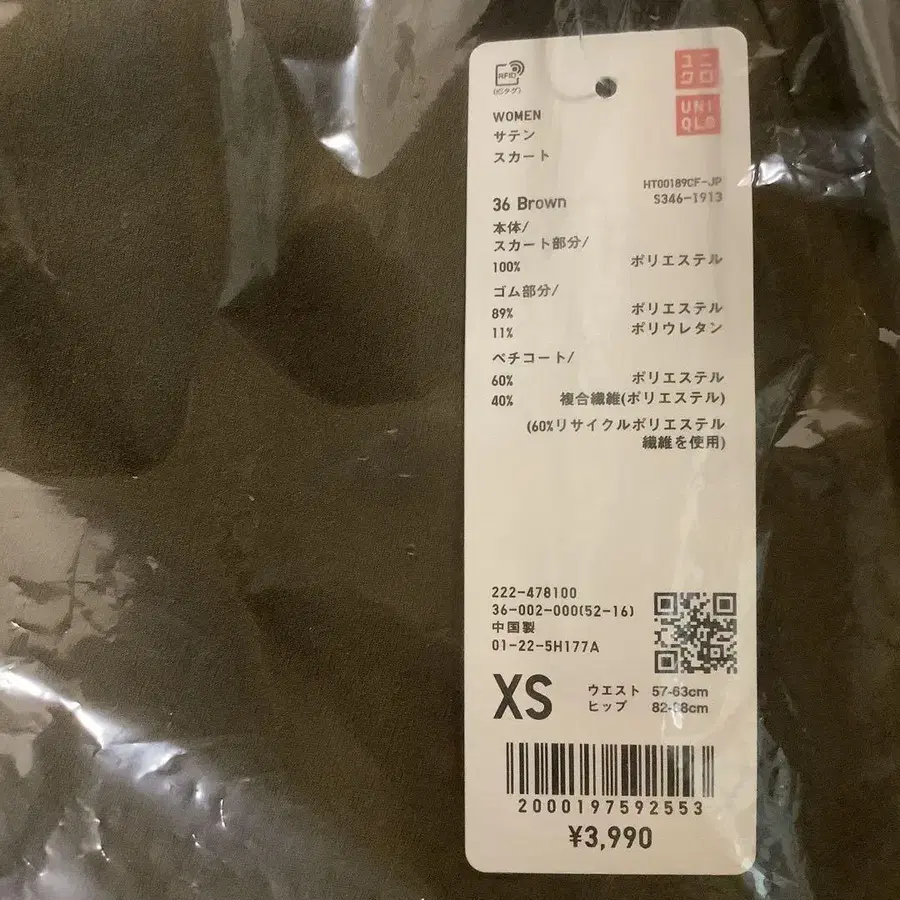 RFID
(ICタグ)
ユニ
クロ
UNI
QLO
WOMEN
サテン
スカート
HT00189CF-JP
36 Brown
S346-1913
本体/
スカート部分/
100% ポリエステル
ゴム部分/
89% ポリエステル
11% ポリウレタン
ペチコート/
60% ポリエステル
40% 複合繊維(ポリエステル)
(60%リサイクルポリエステル
繊維を使用)
222-478100
36-002-000(52-16)
中国製
01-22-5H177A
XS
ウエスト 57-63cm
ヒップ 82-88cm
2000197592553
¥3,990